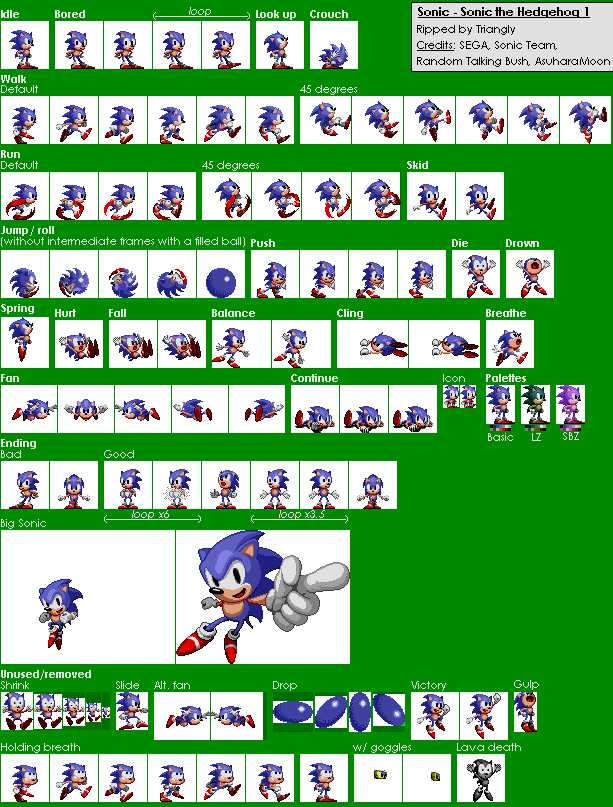 Sonic - Sonic the Hedgehog 1
Ripped by Triangly
Credits: SEGA, Sonic Team,
Random Talking Bush, AsuharaMoon
Idle
Bored
loop
Look up
Crouch
Walk
Default
45 degrees
Run
Default
45 degrees
Skid
Jump / roll
(without intermediate frames with a filled ball)
Push
Die
Drown
Spring
Hurt
Fall
Balance
Cling
Breathe
Fan
Continue
Icon
Palettes
Basic
LZ
SBZ
Ending
Bad
Good
loop x6
loop x3.5
Big Sonic
Unused/removed
Shrink
Slide
Alt. fan
Drop
Victory
Gulp
Holding breath
w/ goggles
Lava death